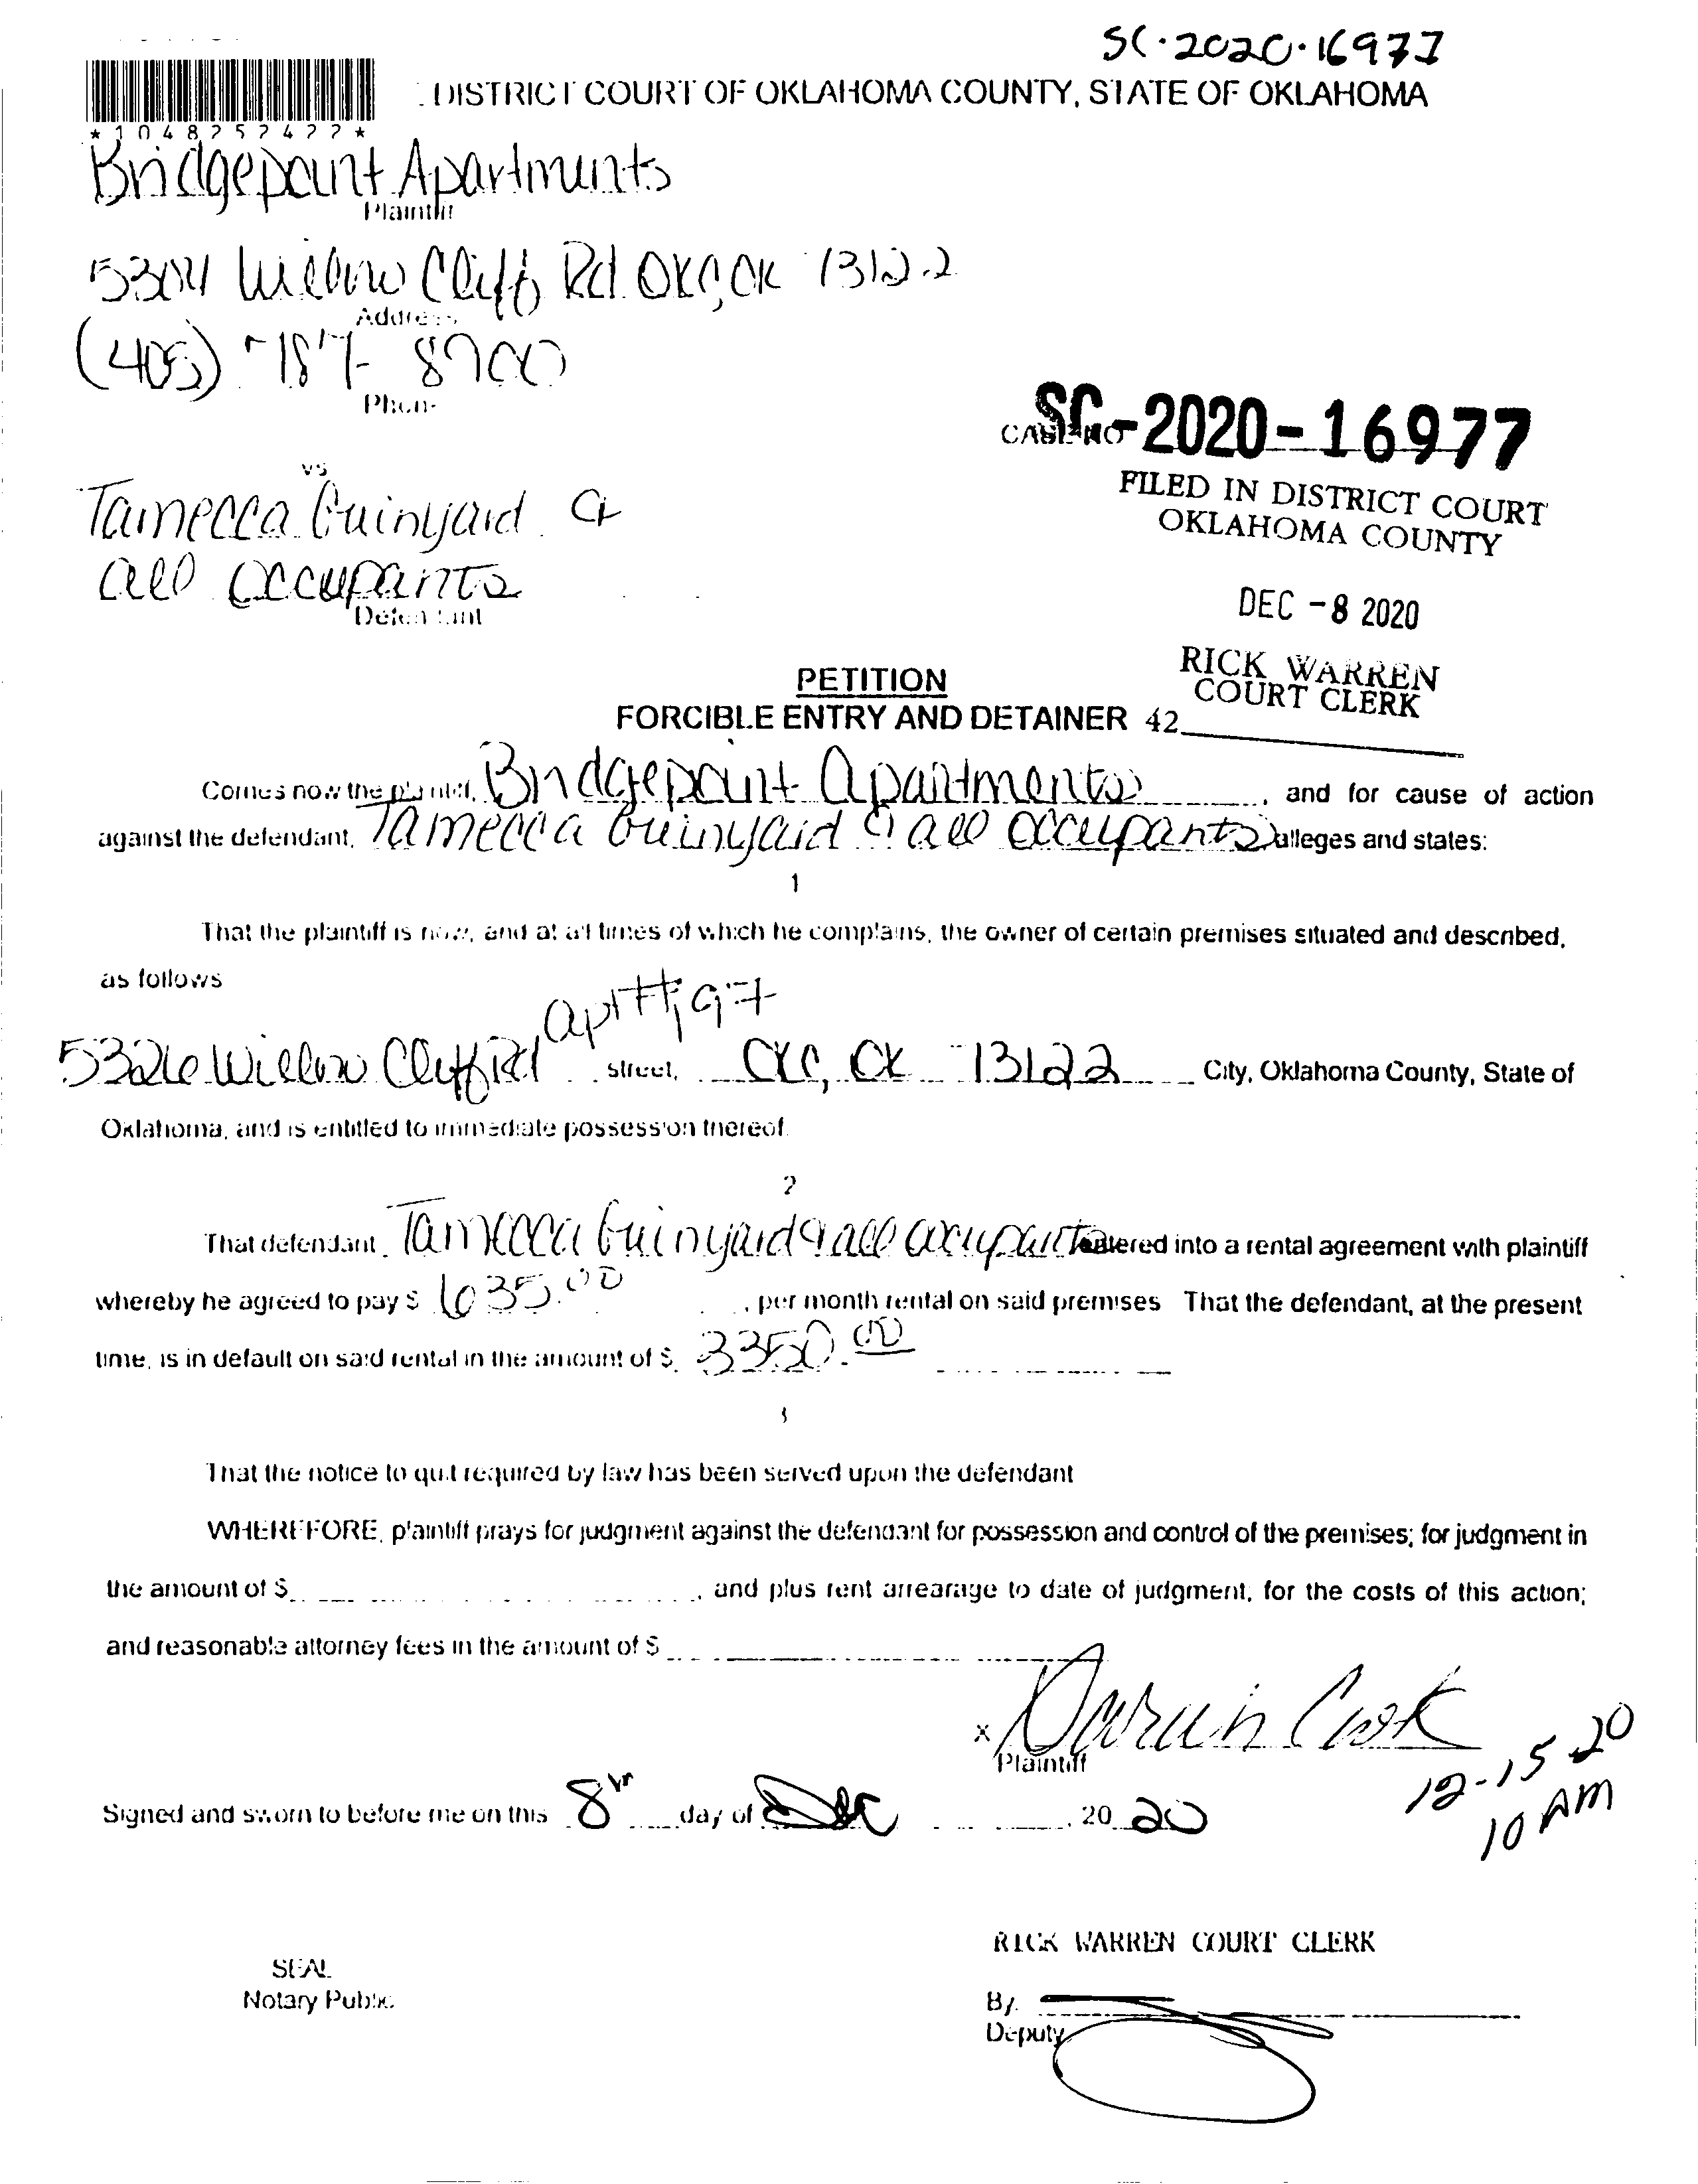 SC-2020-16977
DISTRICT COURT OF OKLAHOMA COUNTY, STATE OF OKLAHOMA
*1048252422*
Bridgepoint Apartments
Plaintiff
5304 Willow Cliff Rd. OKC, OK 73122
Address
(405) 787-8900
Phone
SC-2020-16977
CASE NO
vs
FILED IN DISTRICT COURT
OKLAHOMA COUNTY
Tamecca Guinyard &
all occupants
Defendant
DEC -8 2020
RICK WARREN
COURT CLERK
PETITION
FORCIBLE ENTRY AND DETAINER 42
Comes now the plaintiff, Bridgepoint Apartments, and for cause of action
against the defendant, Tamecca Guinyard & all occupants alleges and states:
1
That the plaintiff is now, and at all times of which he complains, the owner of certain premises situated and described,
as follows
apt # 97
5326 Willow Cliff Rd street, OKC, OK 73122 City, Oklahoma County, State of
Oklahoma, and is entitled to immediate possession thereof.
2
That defendant Tamecca Guinyard & all occupants entered into a rental agreement with plaintiff
whereby he agreed to pay $ 635.00, per month rental on said premises That the defendant, at the present
time, is in default on said rental in the amount of $ 3350.00
3
That the notice to quit required by law has been served upon the defendant
WHEREFORE, plaintiff prays for judgment against the defendant for possession and control of the premises; for judgment in
the amount of $, and plus rent arrearage to date of judgment, for the costs of this action;
and reasonable attorney fees in the amount of $
x
Plaintiff
12-15-20
10 AM
Signed and sworn to before me on this 8th day of Dec, 20 20
RICK WARREN COURT CLERK
SEAL
Notary Public
By
Deputy